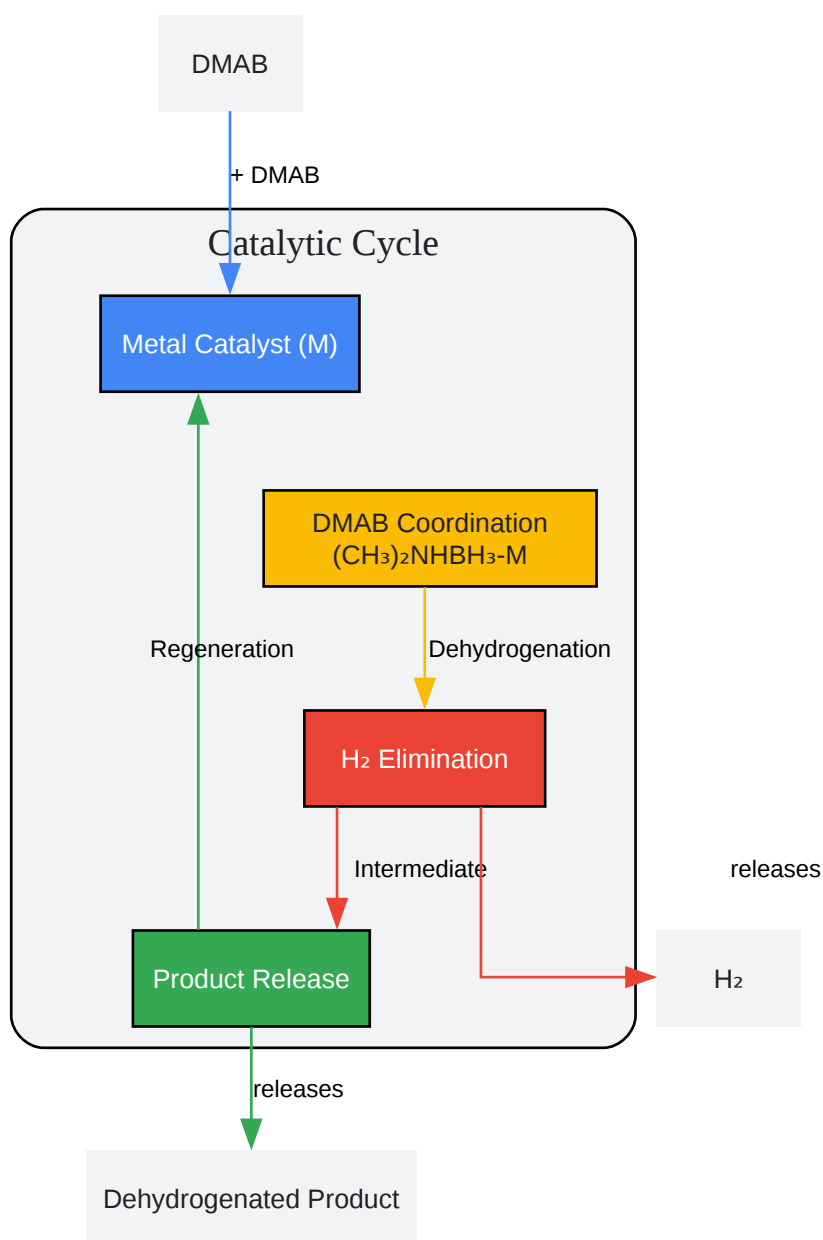 DMAB
+ DMAB
Catalytic Cycle
Metal Catalyst (M)
DMAB Coordination
(CH₃)₂NHBH₃-M
Regeneration
Dehydrogenation
H₂ Elimination
Intermediate
releases
Product Release
H₂
releases
Dehydrogenated Product